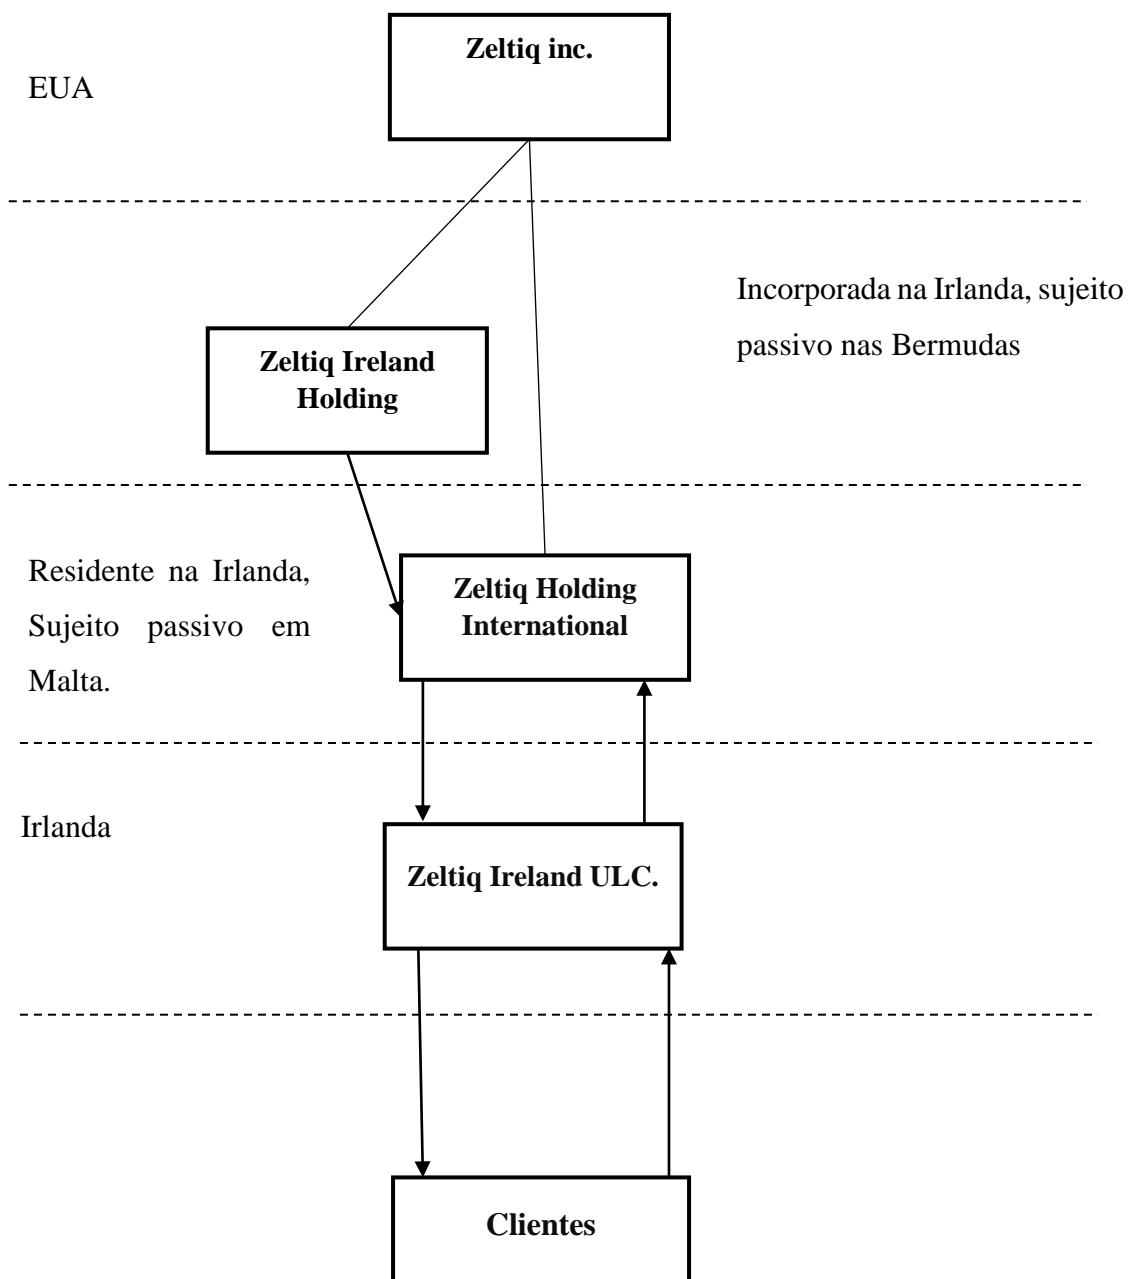 Zeltiq inc.
EUA
Incorporada na Irlanda, sujeito
passivo nas Bermudas
Zeltiq Ireland
Holding
Residente na Irlanda,
Sujeito passivo em
Malta.
Zeltiq Holding
International
Irlanda
Zeltiq Ireland ULC.
Clientes